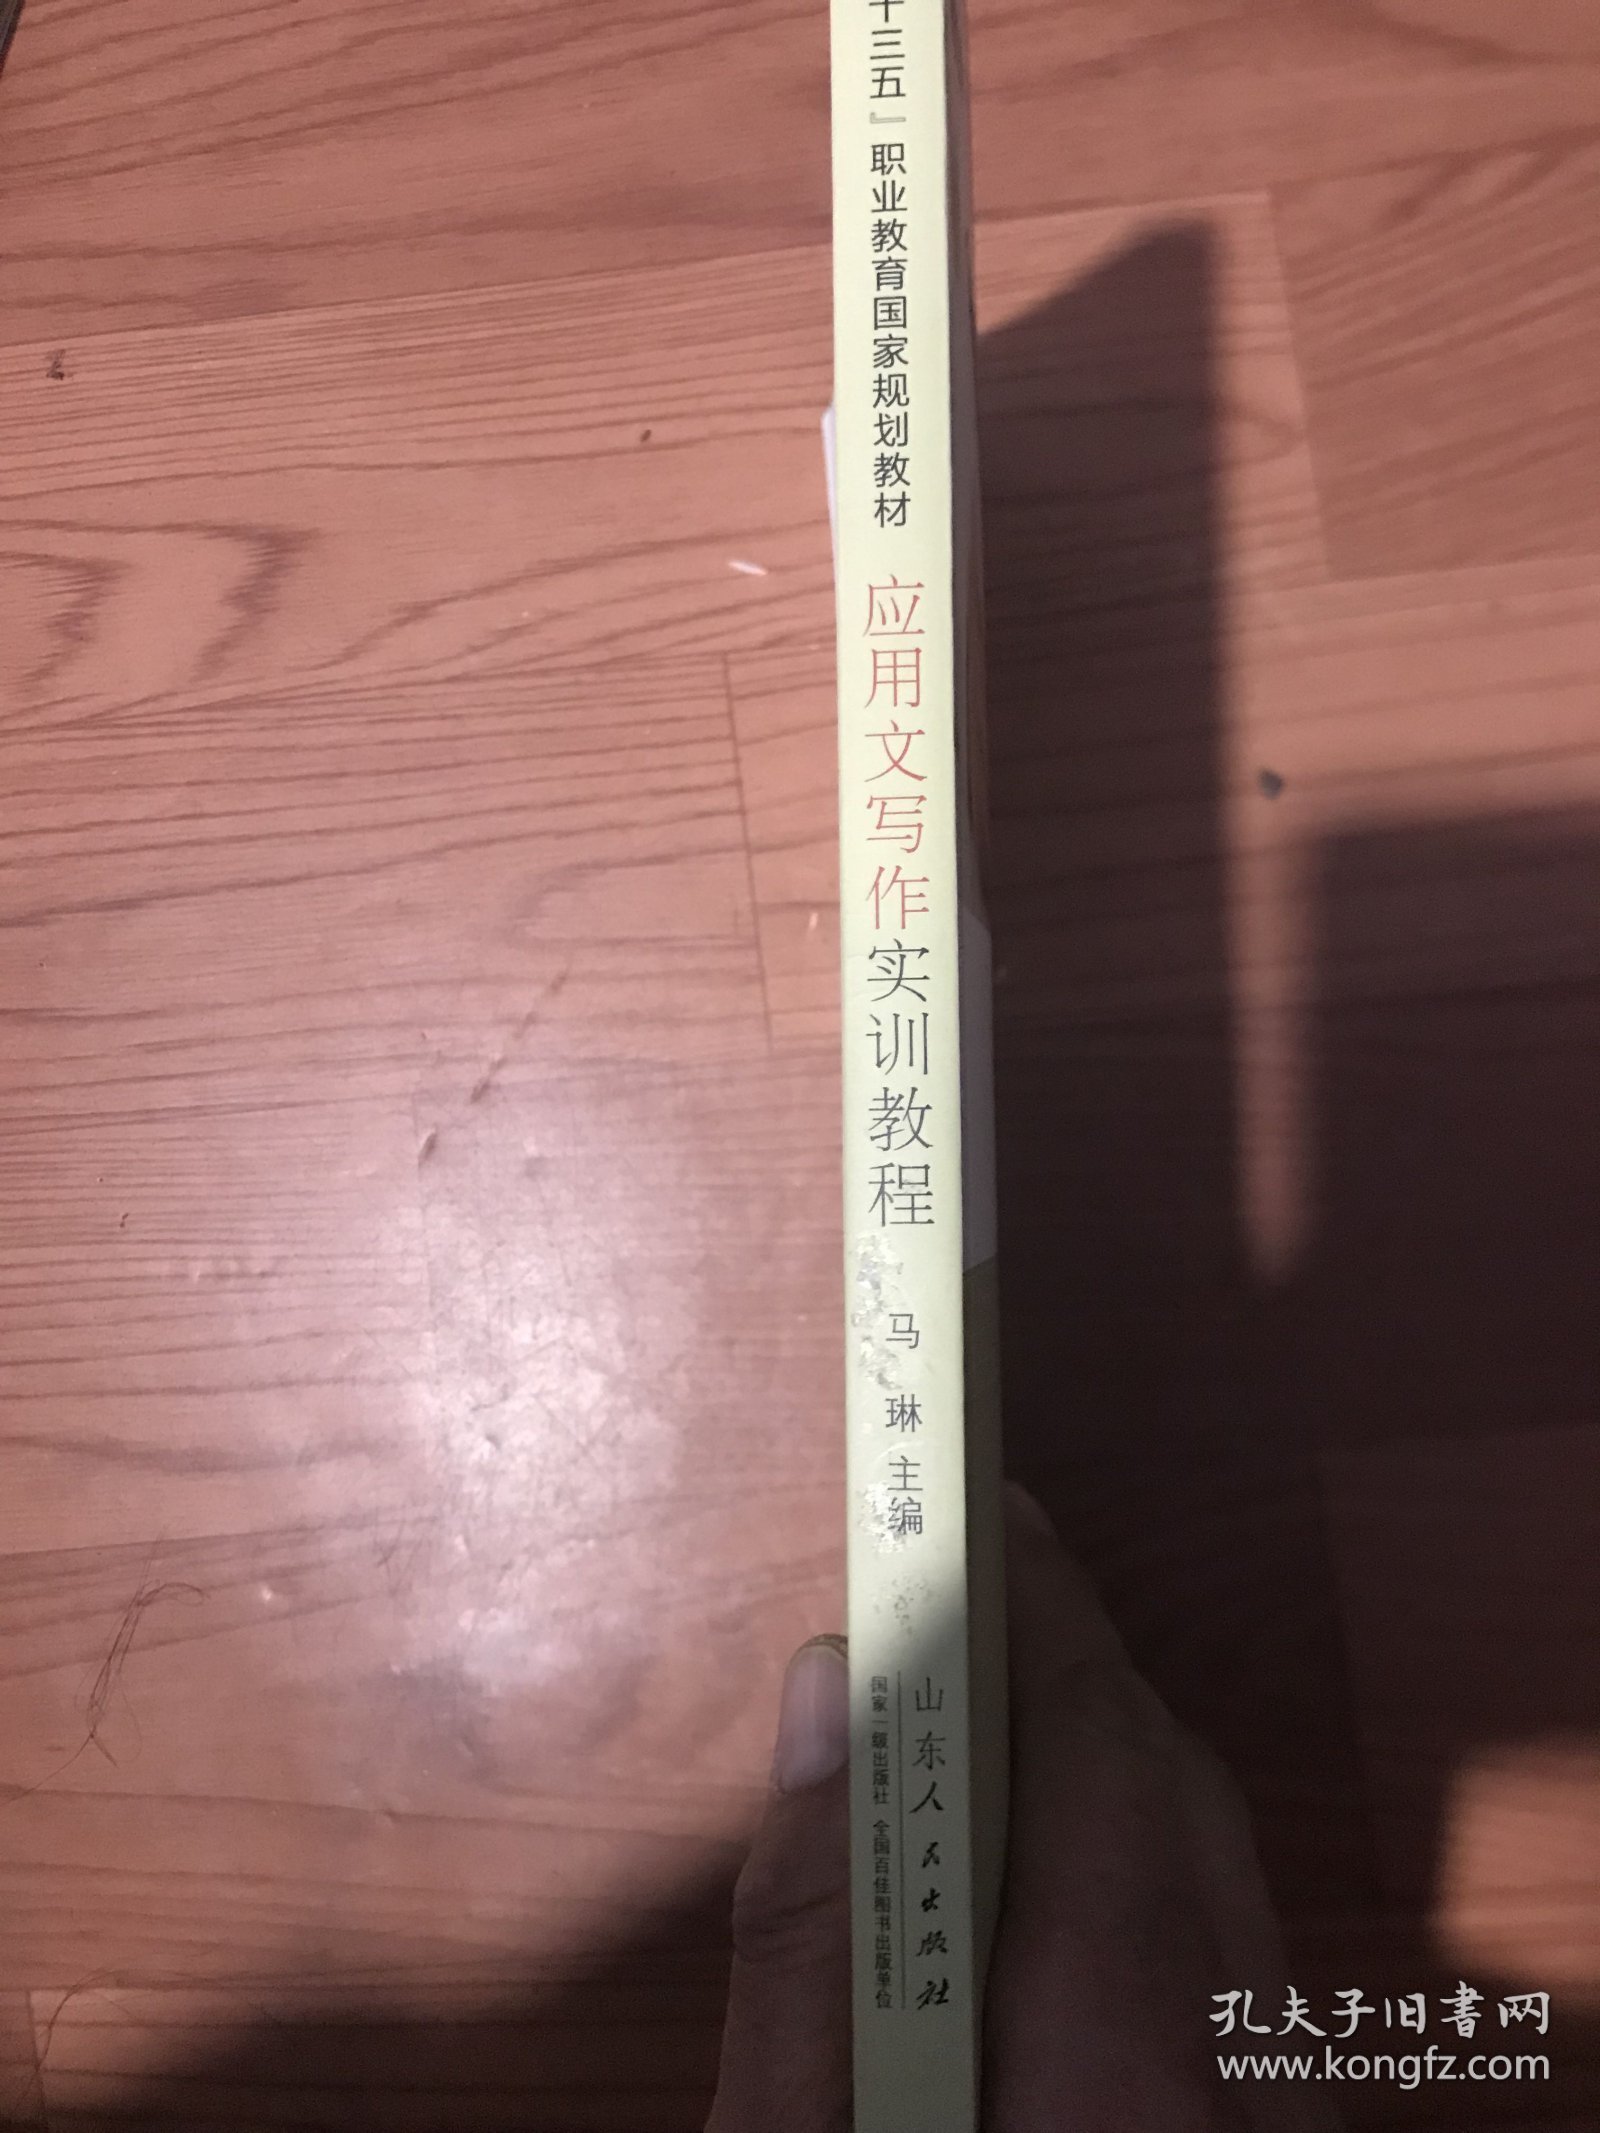 十三五』职业教育国家规划教材
应用文写作实训教程
马琳 主编
山东人民出版社
国家一级出版社 全国百佳图书出版单位
孔夫子旧书网
www.kongfz.com